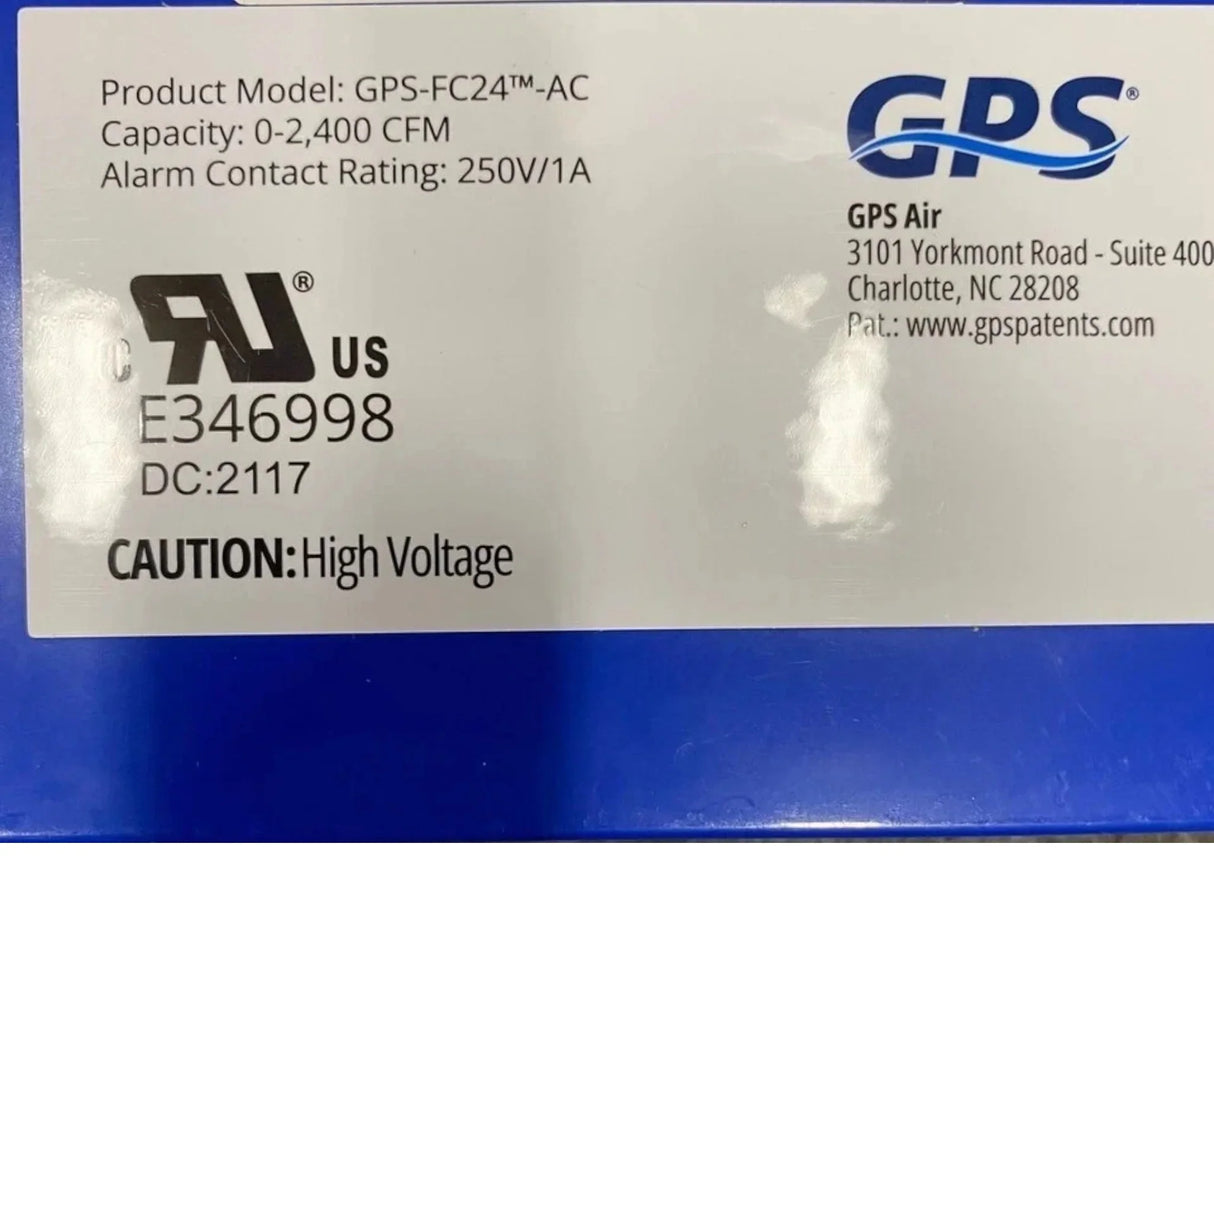 Product Model: GPS-FC24™-AC
Capacity: 0-2,400 CFM
Alarm Contact Rating: 250V/1A
GPS®
GPS Air
3101 Yorkmont Road - Suite 400
Charlotte, NC 28208
Pat.: www.gpspatents.com
c RU® US
E346998
DC:2117
CAUTION: High Voltage